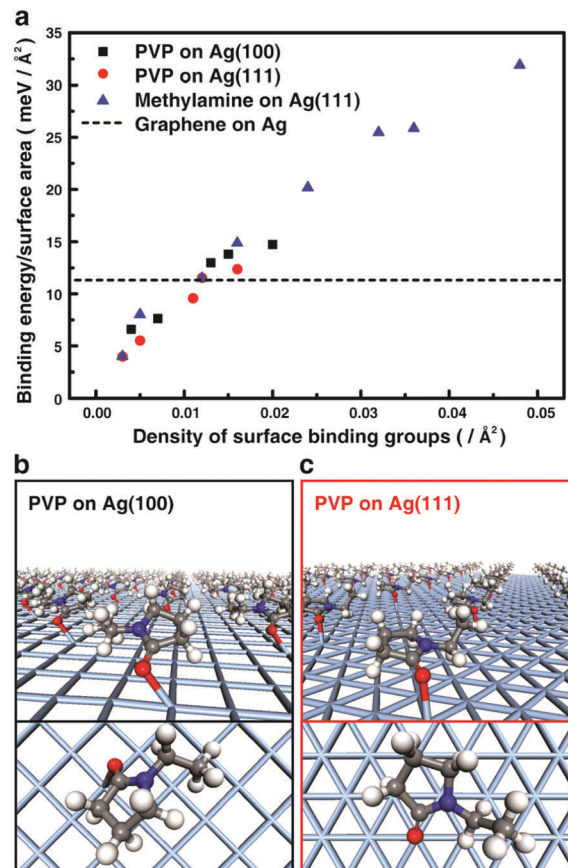 a
35
30
25
20
15
10
5
0
Binding energy/surface area ( meV / Å²)
PVP on Ag(100)
PVP on Ag(111)
Methylamine on Ag(111)
Graphene on Ag
0.00 0.01 0.02 0.03 0.04 0.05
Density of surface binding groups ( / Å²)
b
PVP on Ag(100)
c
PVP on Ag(111)